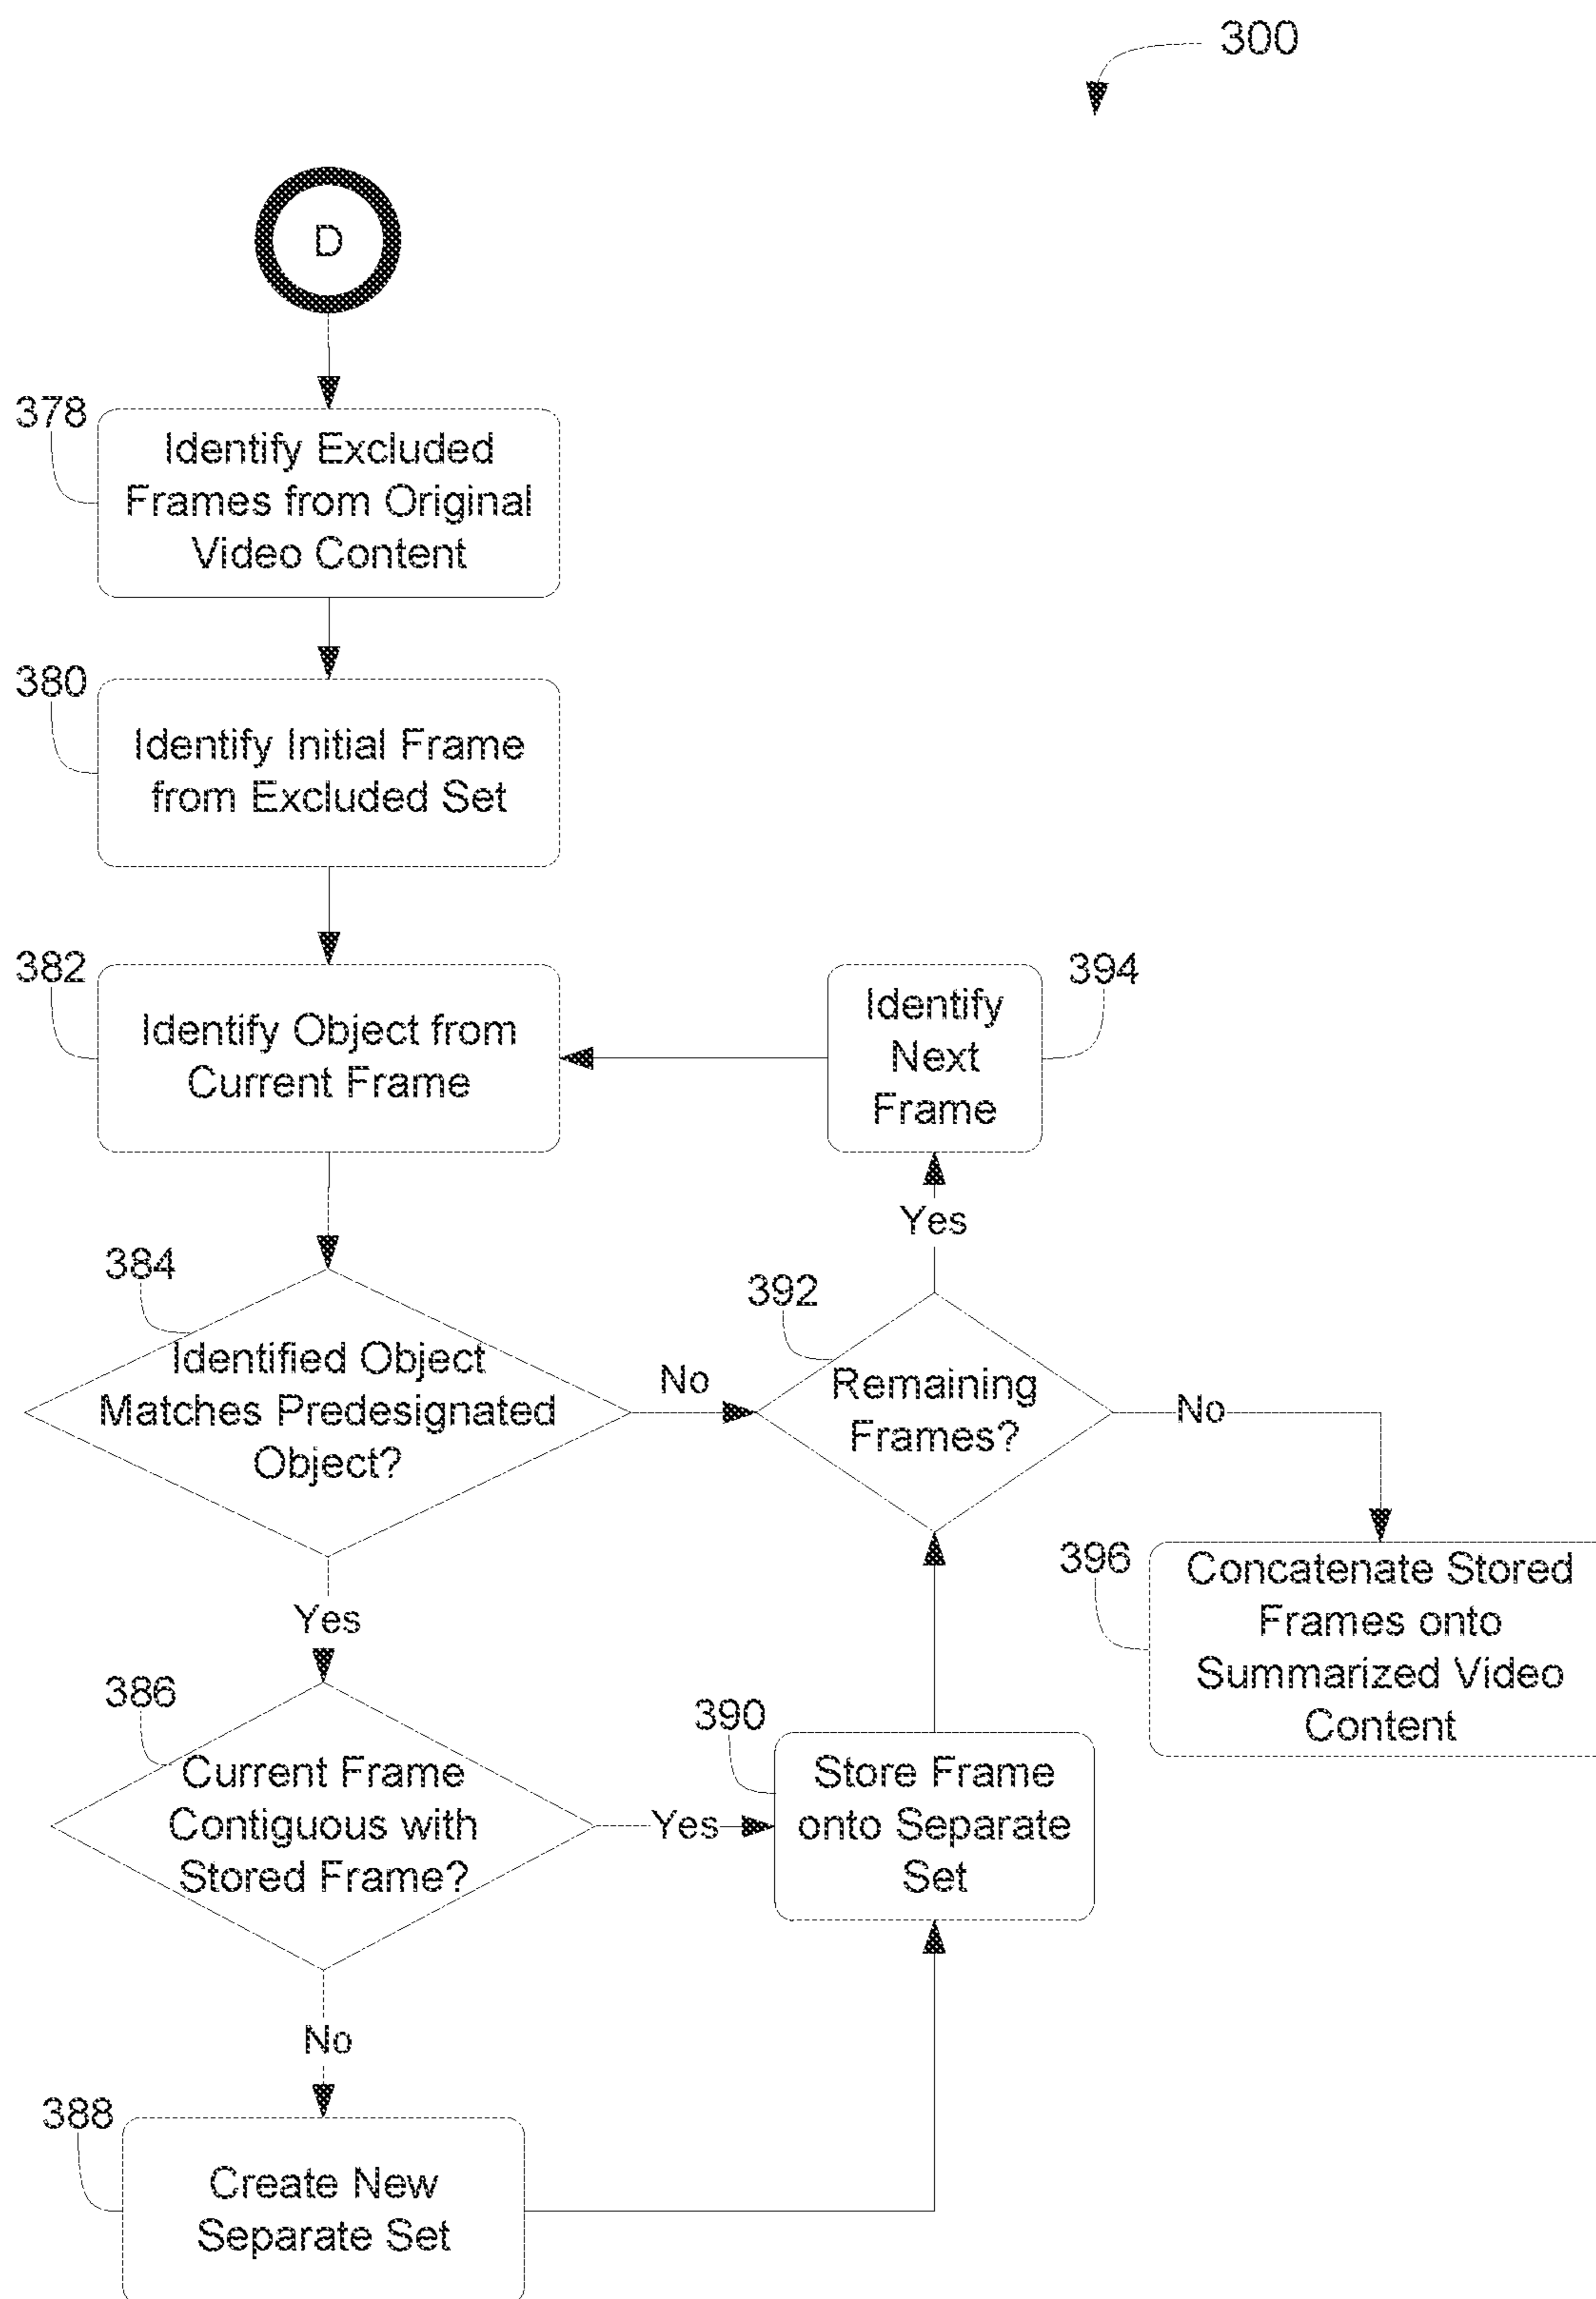 300
D
378
Identify Excluded
Frames from Original
Video Content
380
Identify Initial Frame
from Excluded Set
382
Identify Object from
Current Frame
394
Identify
Next
Frame
Yes
384
Identified Object
Matches Predesignated
Object?
No
392
Remaining
Frames?
No
Yes
396
Concatenate Stored
Frames onto
Summarized Video
Content
386
Current Frame
Contiguous with
Stored Frame?
Yes
390
Store Frame
onto Separate
Set
No
388
Create New
Separate Set